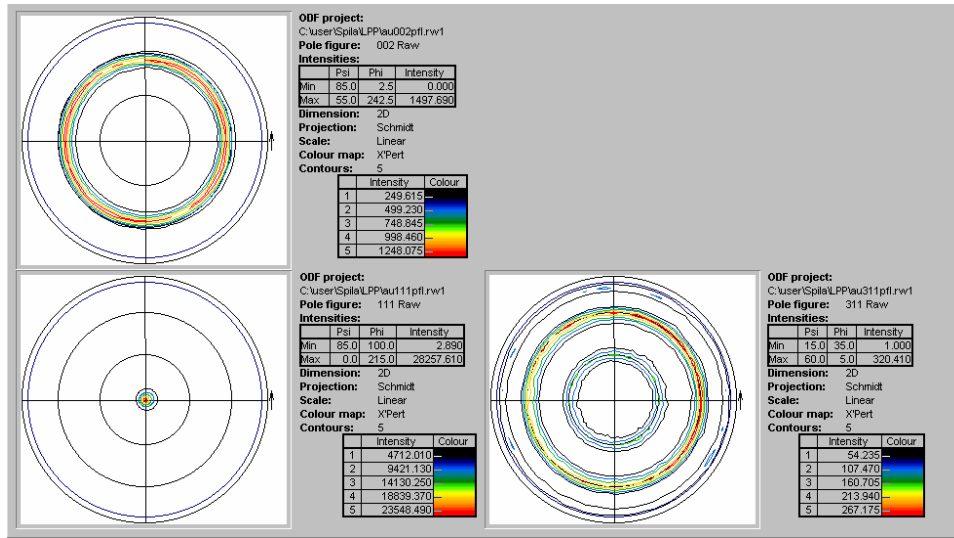 ODF project:
C:\user\Spila\LPP\au002pfl.rw1
Pole figure: 002 Raw
Intensities:
Psi Phi Intensity
Min 85.0 2.5 0.000
Max 55.0 242.5 1497.690
Dimension: 2D
Projection: Schmidt
Scale: Linear
Colour map: X'Pert
Contours: 5
Intensity Colour
1 249.615
2 499.230
3 748.845
4 998.460
5 1248.075
ODF project:
C:\user\Spila\LPP\au111pfl.rw1
Pole figure: 111 Raw
Intensities:
Psi Phi Intensity
Min 85.0 100.0 2.890
Max 0.0 215.0 28257.610
Dimension: 2D
Projection: Schmidt
Scale: Linear
Colour map: X'Pert
Contours: 5
Intensity Colour
1 4712.010
2 9421.130
3 14130.250
4 18839.370
5 23548.490
ODF project:
C:\user\Spila\LPP\au311pfl.rw1
Pole figure: 311 Raw
Intensities:
Psi Phi Intensity
Min 15.0 35.0 1.000
Max 60.0 5.0 320.410
Dimension: 2D
Projection: Schmidt
Scale: Linear
Colour map: X'Pert
Contours: 5
Intensity Colour
1 54.235
2 107.470
3 160.705
4 213.940
5 267.175